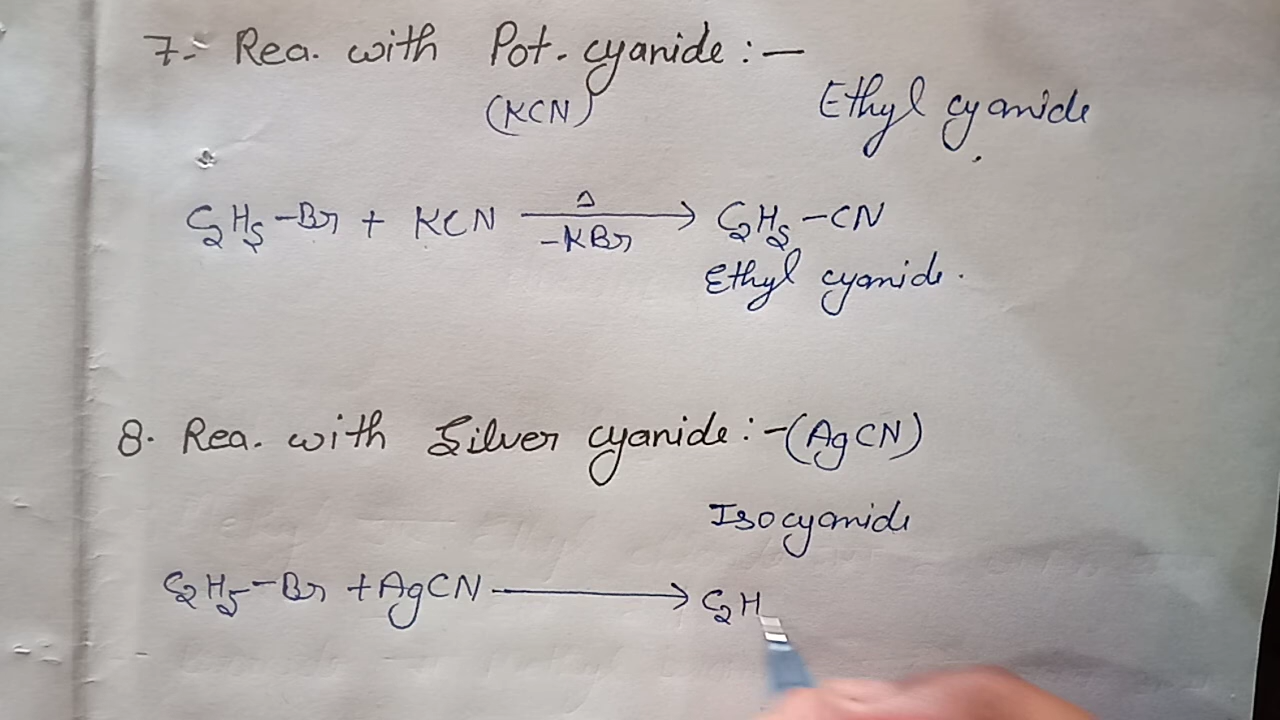 7- Rea. with Pot. cyanide :-
(KCN)
Ethyl cyanide
C2H5-Br + KCN Δ -KBr → C2H5-CN
Ethyl cyanide.
8. Rea. with Silver cyanide :- (AgCN)
Isocyanide
C2H5-Br + AgCN → C2H